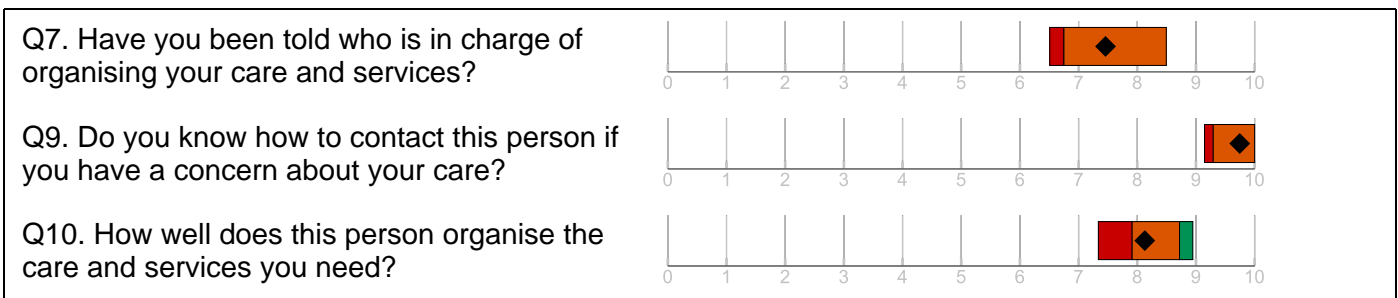 Q7. Have you been told who is in charge of
organising your care and services?
0 1 2 3 4 5 6 7 8 9 10
Q9. Do you know how to contact this person if
you have a concern about your care?
0 1 2 3 4 5 6 7 8 9 10
Q10. How well does this person organise the
care and services you need?
0 1 2 3 4 5 6 7 8 9 10